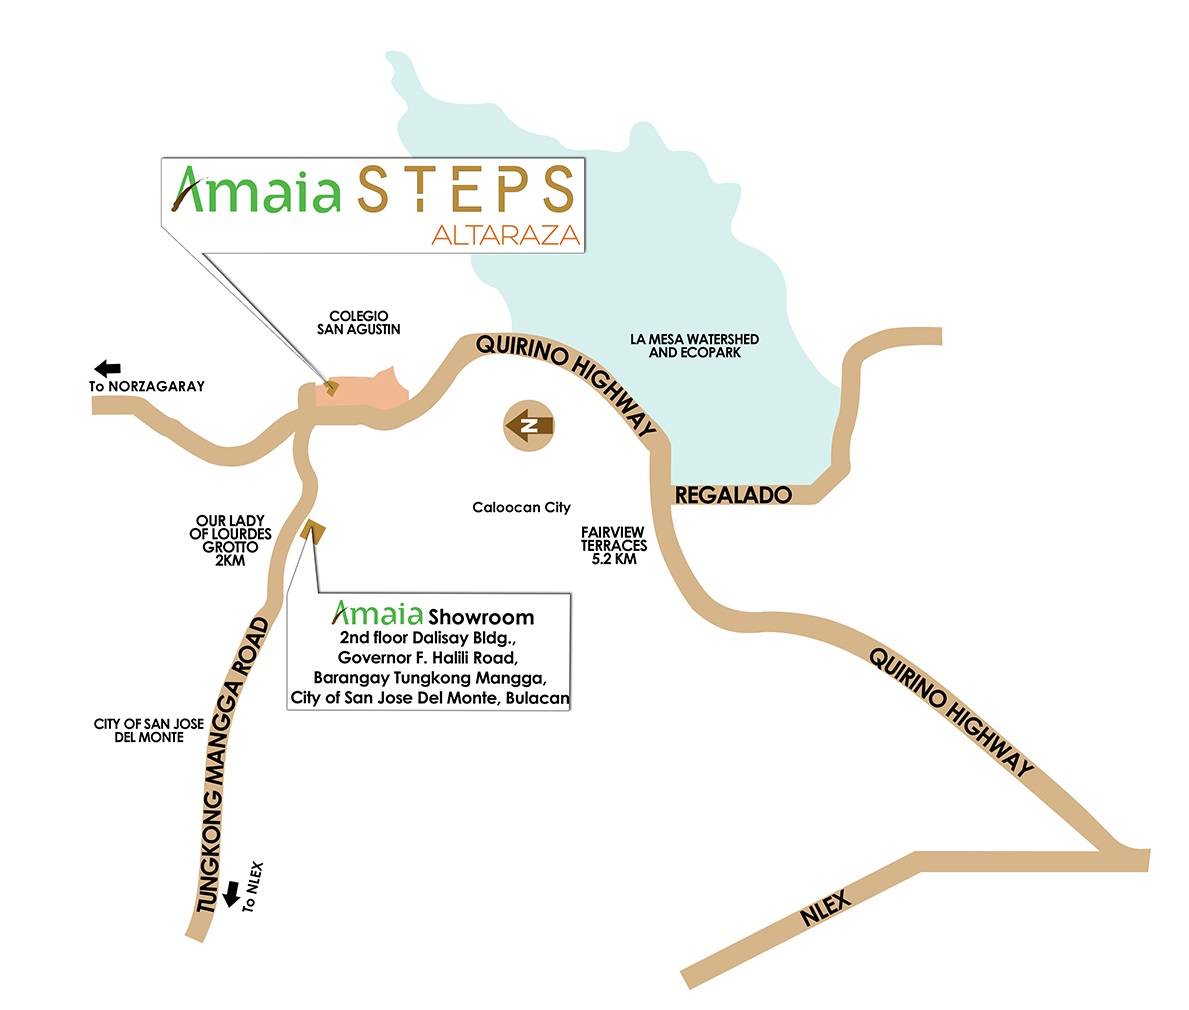 Amaia STEPS
ALTARAZA
COLEGIO
SAN AGUSTIN
QUIRINO HIGHWAY
LA MESA WATERSHED
AND ECOPARK
To NORZAGARAY
N
REGALADO
Caloocan City
OUR LADY
OF LOURDES
GROTTO
2KM
FAIRVIEW
TERRACES
5.2 KM
Amaia Showroom
2nd floor Dalisay Bldg.,
Governor F. Halili Road,
Barangay Tungkong Mangga,
City of San Jose Del Monte, Bulacan
TUNGKONG MANGGA ROAD
QUIRINO HIGHWAY
CITY OF SAN JOSE
DEL MONTE
To NLEX
NLEX